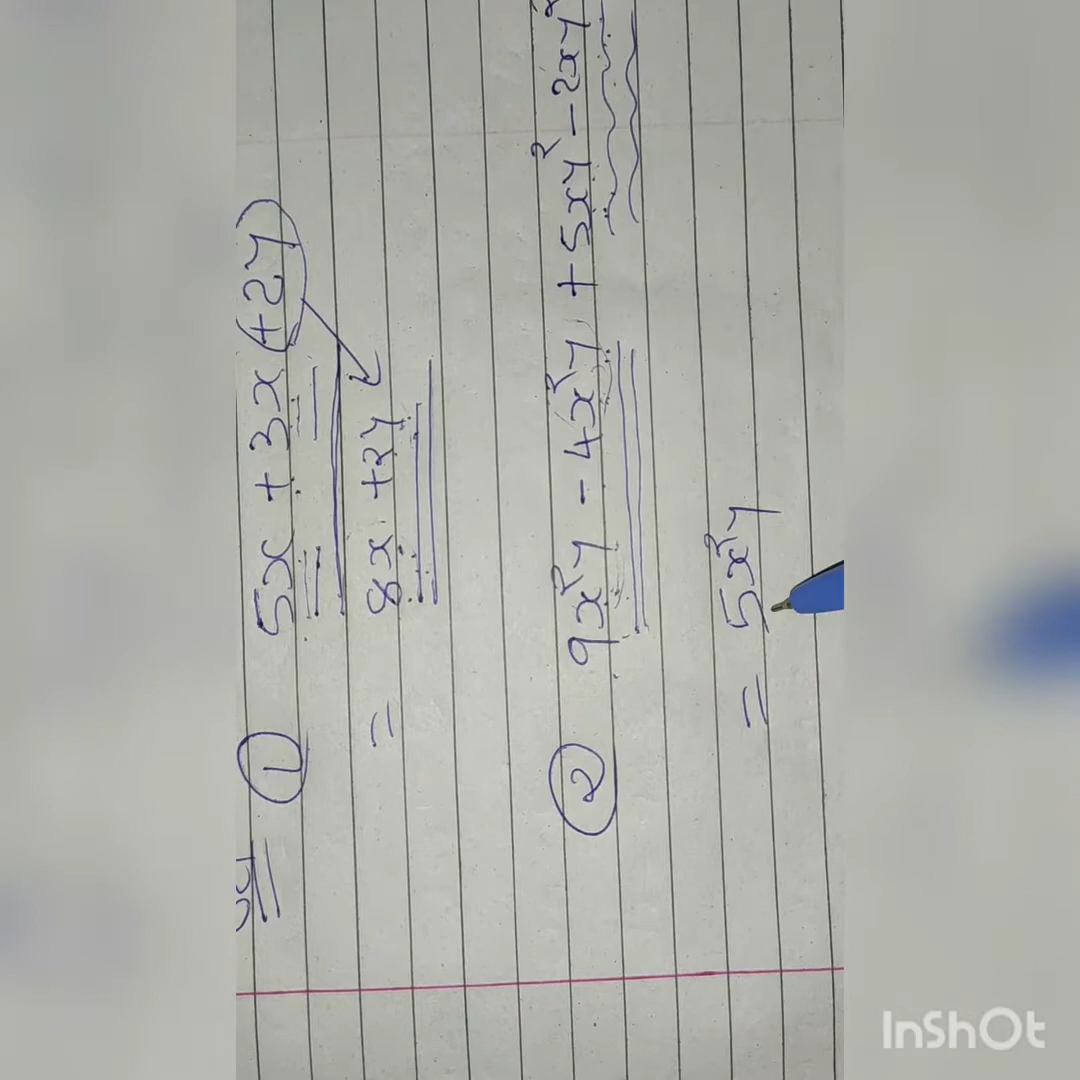 ① 5x + 3x + 2y
= 8x + 2y
② 9x²y - 4x²y + 5xy² - 2xy²
= 5x²y
InShOt